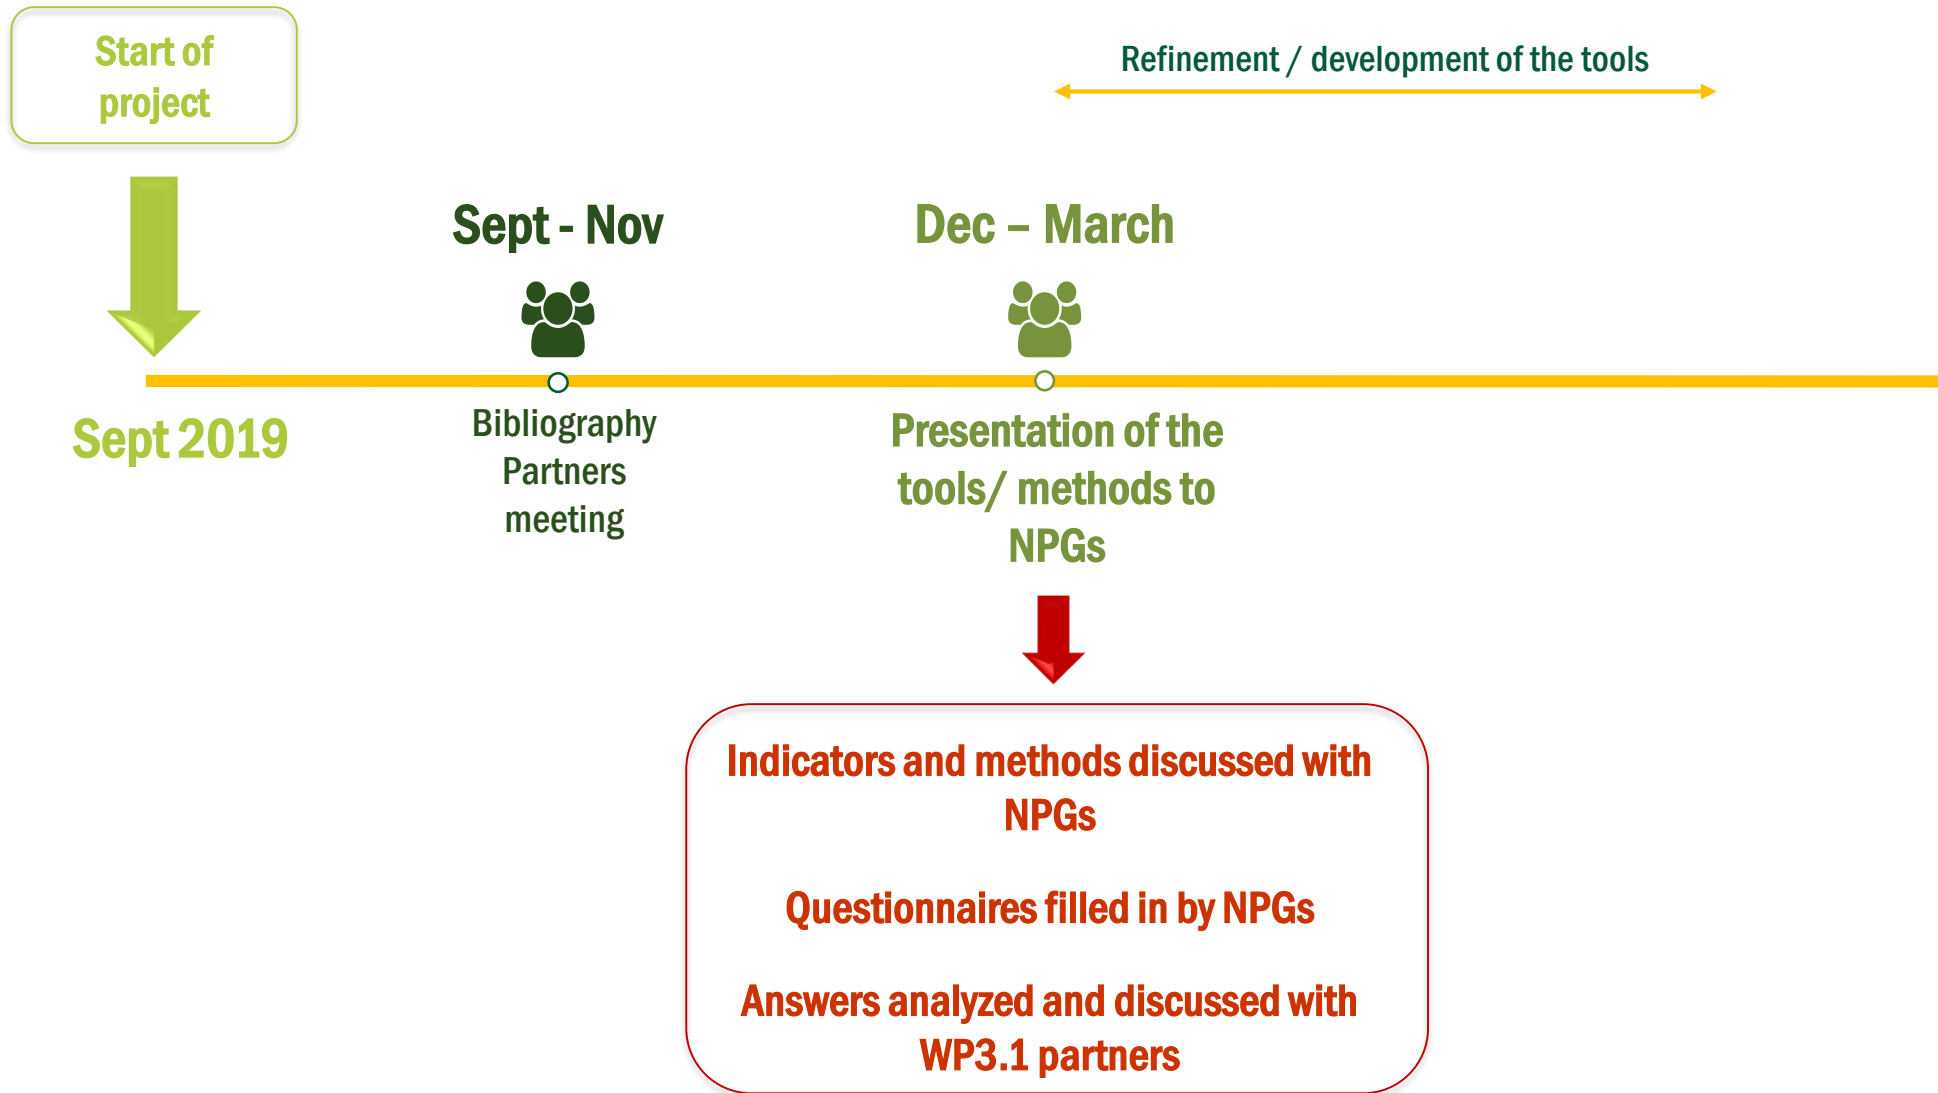 Start of
project
Refinement / development of the tools
Sept - Nov
Dec – March
Sept 2019
Bibliography
Partners
meeting
Presentation of the
tools/ methods to
NPGs
Indicators and methods discussed with
NPGs
Questionnaires filled in by NPGs
Answers analyzed and discussed with
WP3.1 partners